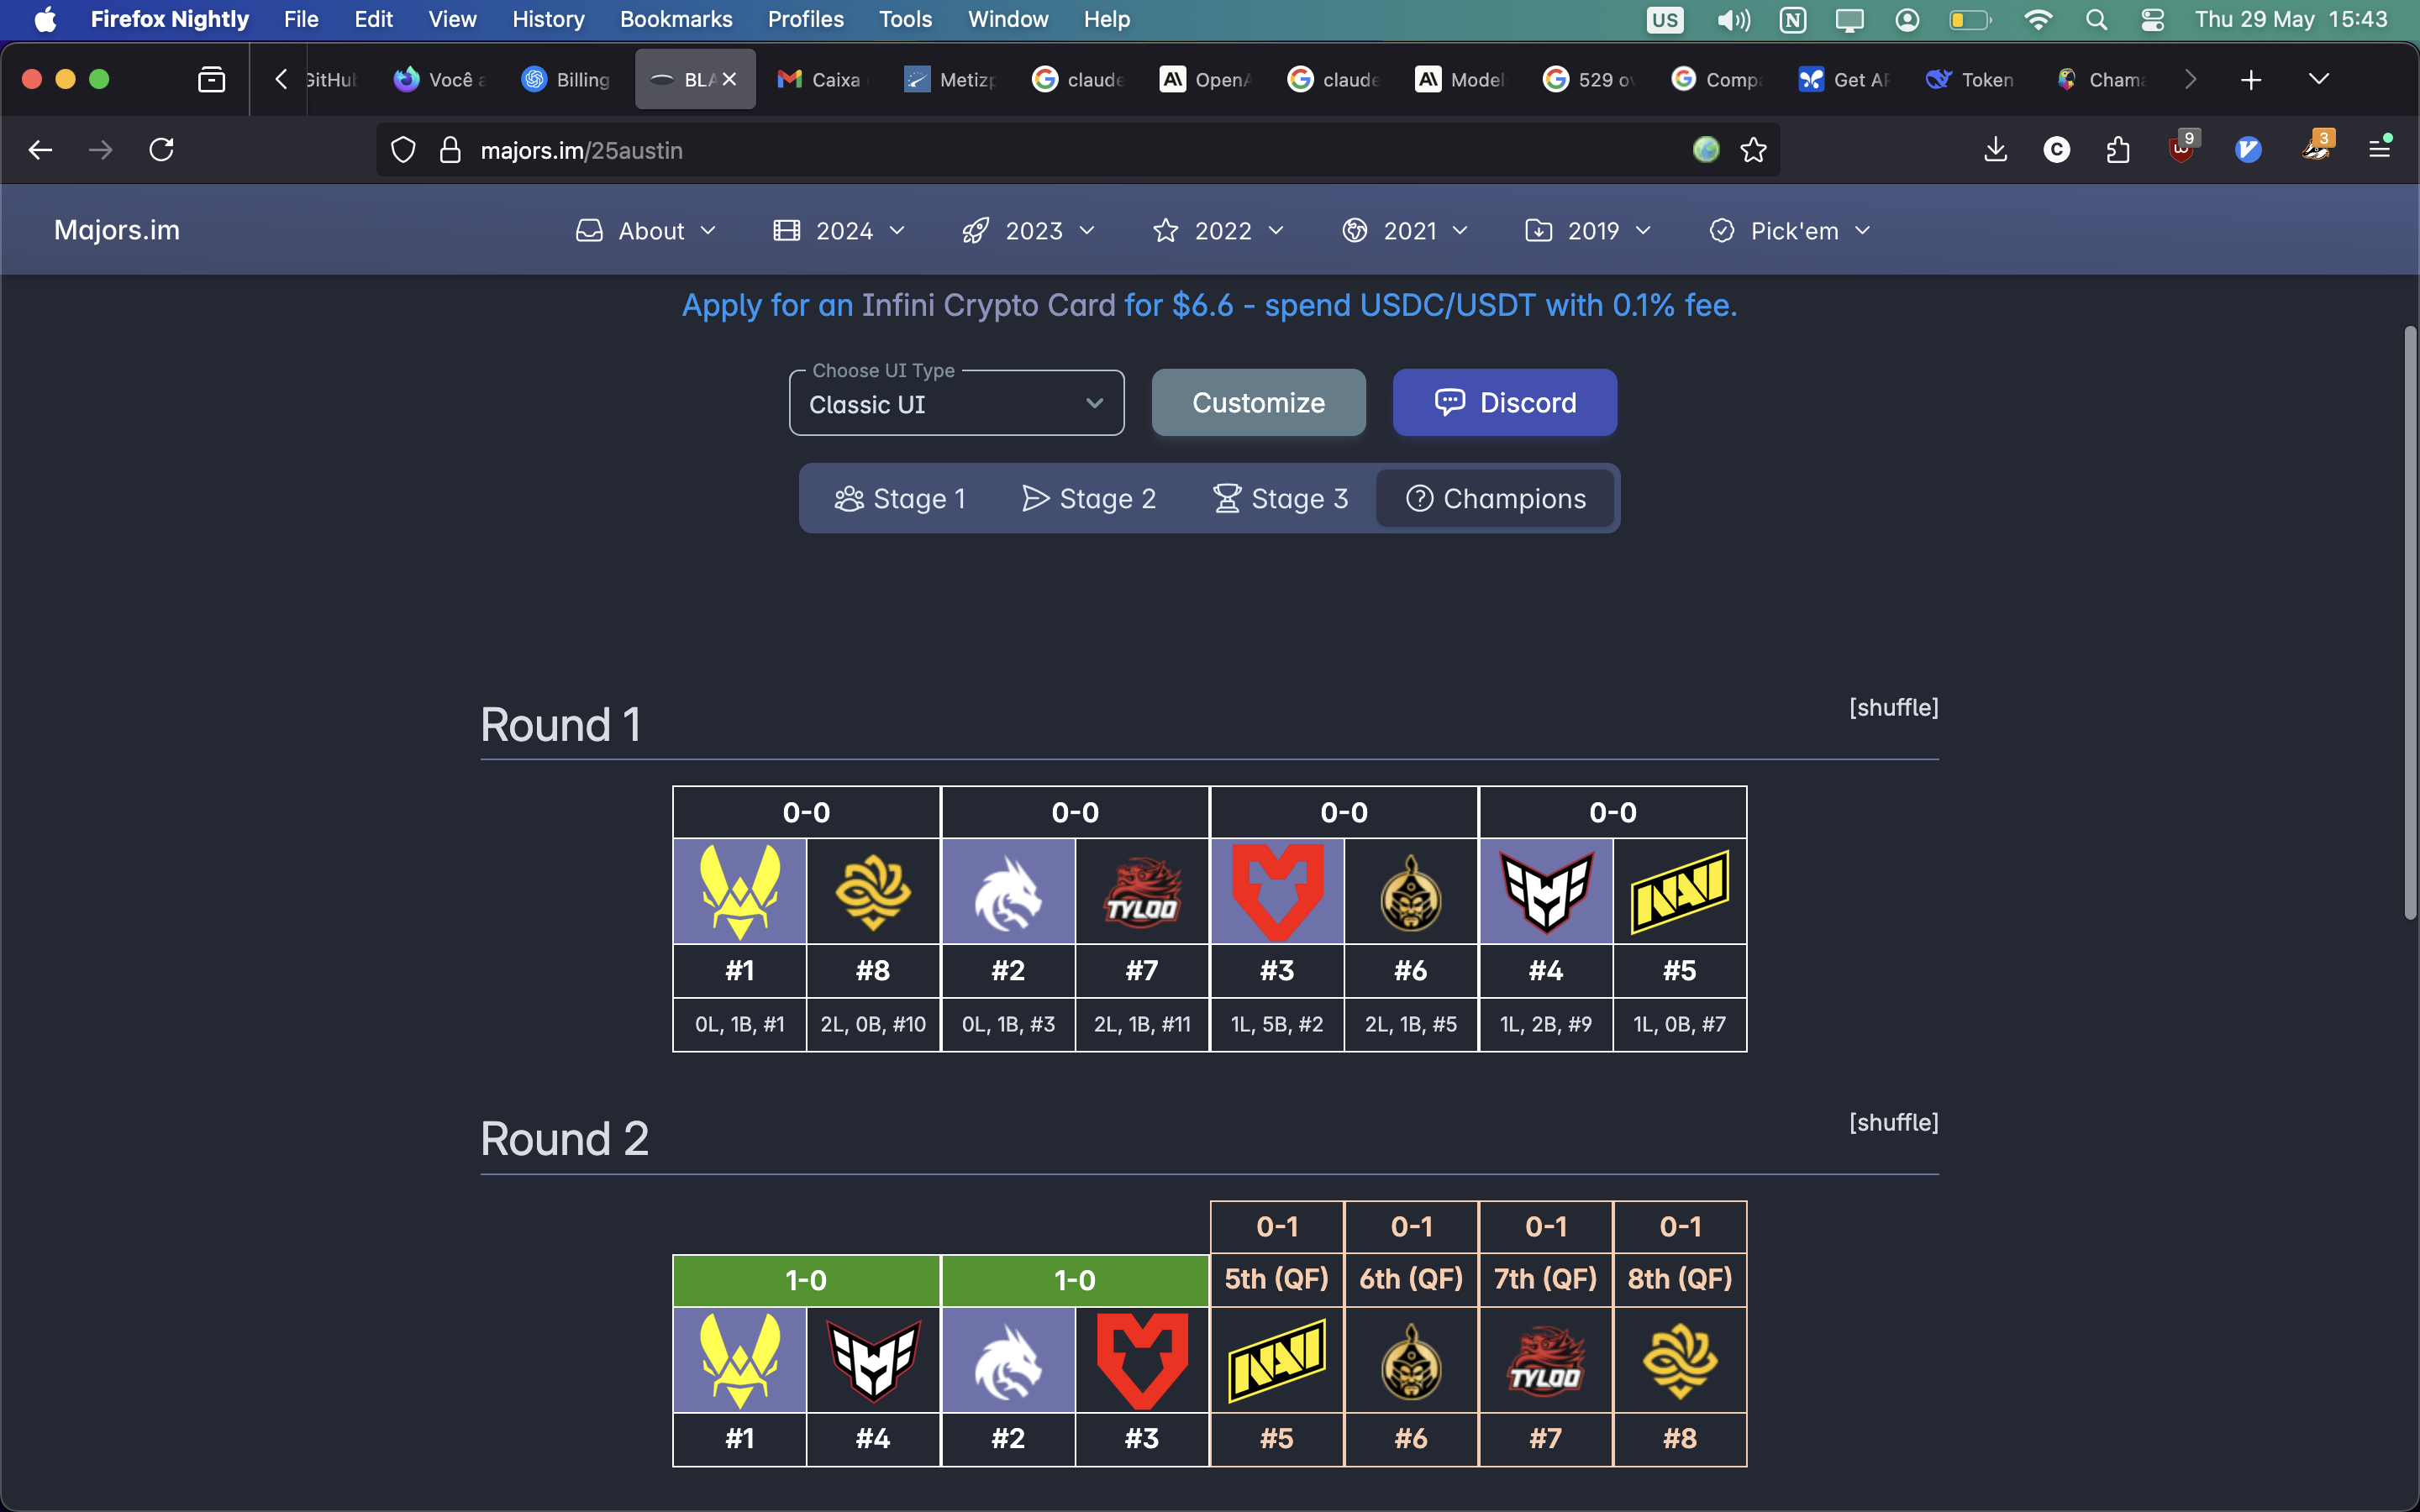 Firefox Nightly File Edit View History Bookmarks Profiles Tools Window Help US Thu 29 May 15:43
GitHub Você a Billing BLA Caixa Metizp claude OpenA claude Model 529 ov Compa Get AP Token Chama
majors.im/25austin 9 3
Majors.im About 2024 2023 2022 2021 2019 Pick'em
Apply for an Infini Crypto Card for $6.6 - spend USDC/USDT with 0.1% fee.
Choose UI Type
Classic UI Customize Discord
Stage 1 Stage 2 Stage 3 Champions
Round 1 [shuffle]
0-0 0-0 0-0 0-0
TYLOO NAVI
#1 #8 #2 #7 #3 #6 #4 #5
0L, 1B, #1 2L, 0B, #10 0L, 1B, #3 2L, 1B, #11 1L, 5B, #2 2L, 1B, #5 1L, 2B, #9 1L, 0B, #7
Round 2 [shuffle]
0-1 0-1 0-1 0-1
1-0 1-0 5th (QF) 6th (QF) 7th (QF) 8th (QF)
NAVI TYLOO
#1 #4 #2 #3 #5 #6 #7 #8